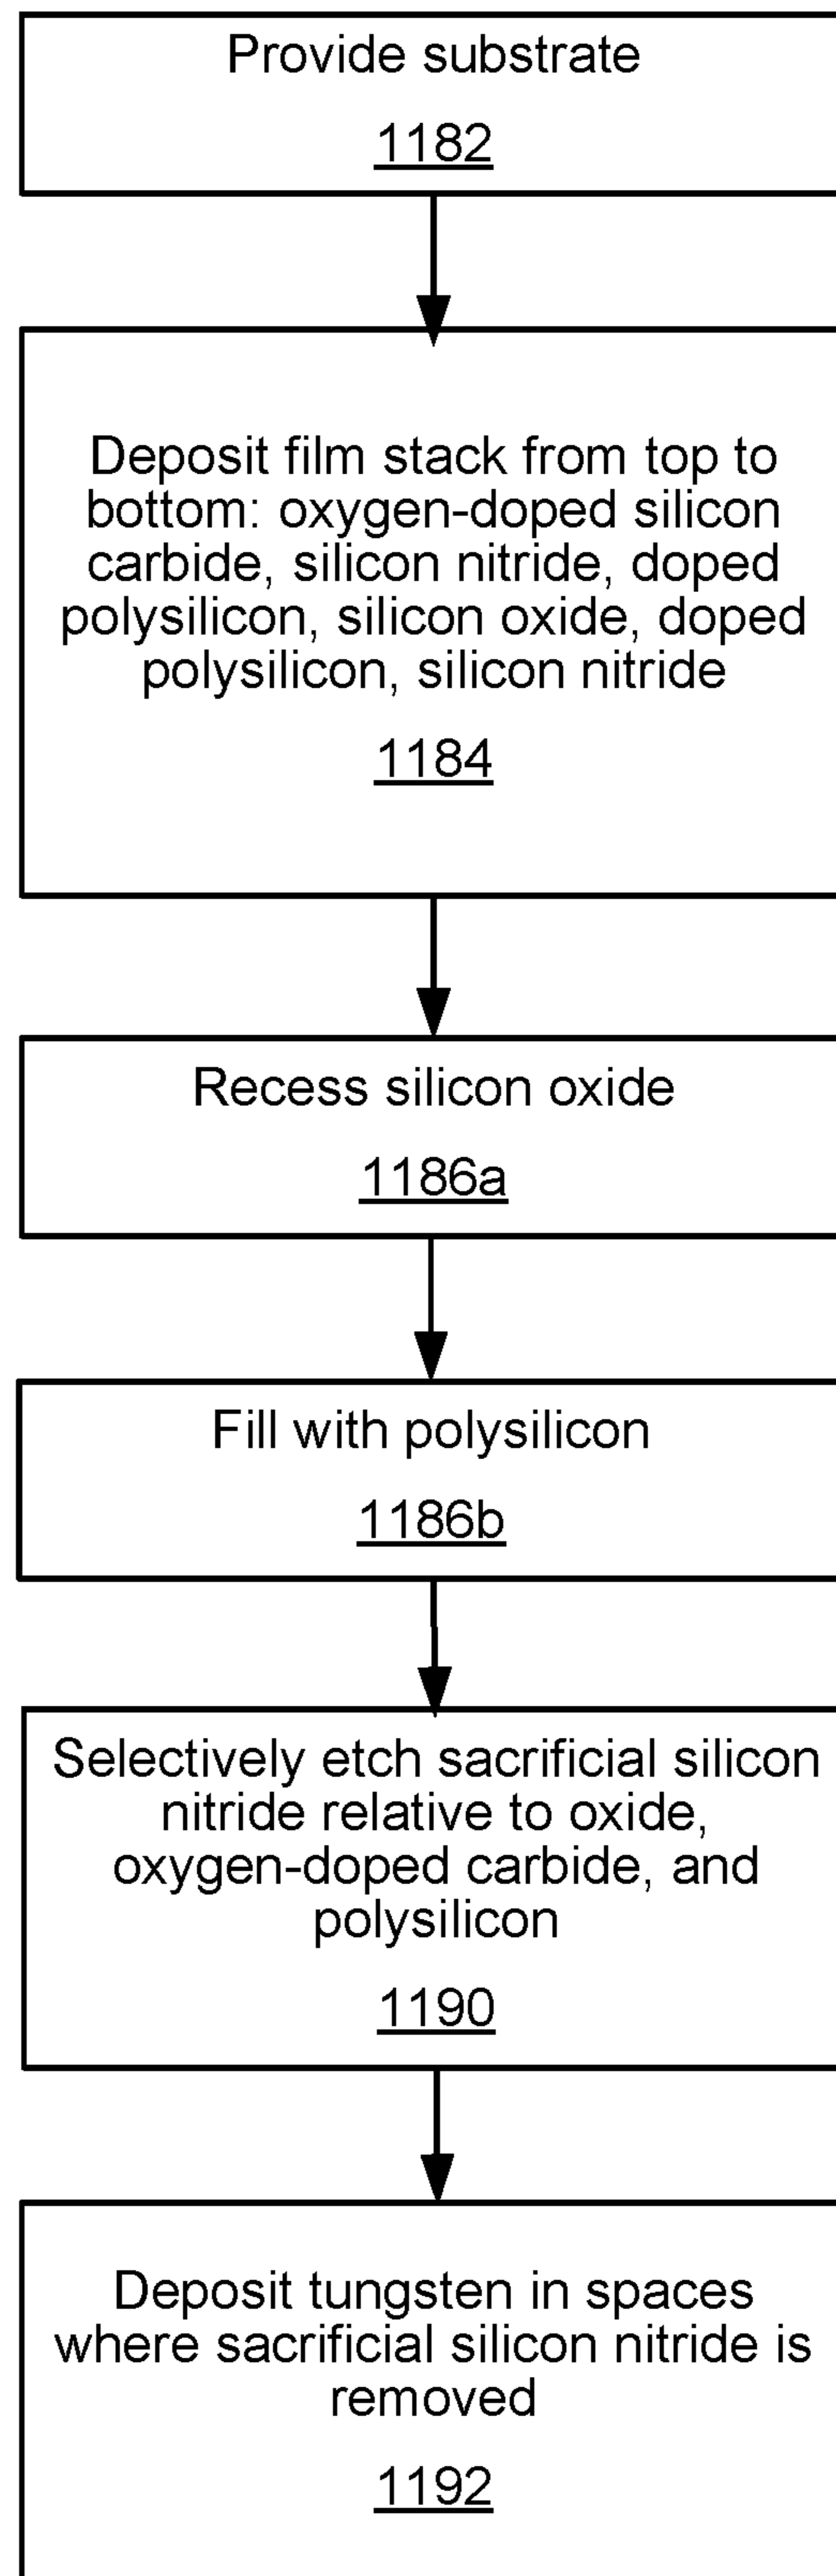 Provide substrate
1182
Deposit film stack from top to
bottom: oxygen-doped silicon
carbide, silicon nitride, doped
polysilicon, silicon oxide, doped
polysilicon, silicon nitride
1184
Recess silicon oxide
1186a
Fill with polysilicon
1186b
Selectively etch sacrificial silicon
nitride relative to oxide,
oxygen-doped carbide, and
polysilicon
1190
Deposit tungsten in spaces
where sacrificial silicon nitride is
removed
1192